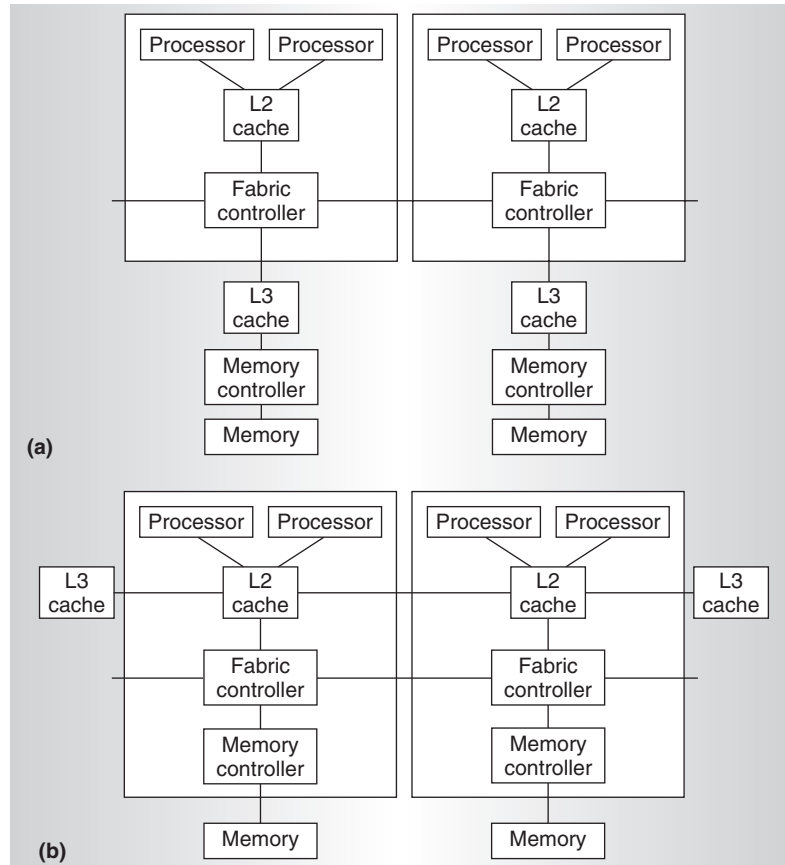 Processor Processor Processor Processor
L2 L2
cache cache
Fabric Fabric
controller controller
L3 L3
cache cache
Memory Memory
controller controller
Memory Memory
(a)
Processor Processor Processor Processor
L3 L2 L2 L3
cache cache cache cache
Fabric Fabric
controller controller
Memory Memory
controller controller
Memory Memory
(b)